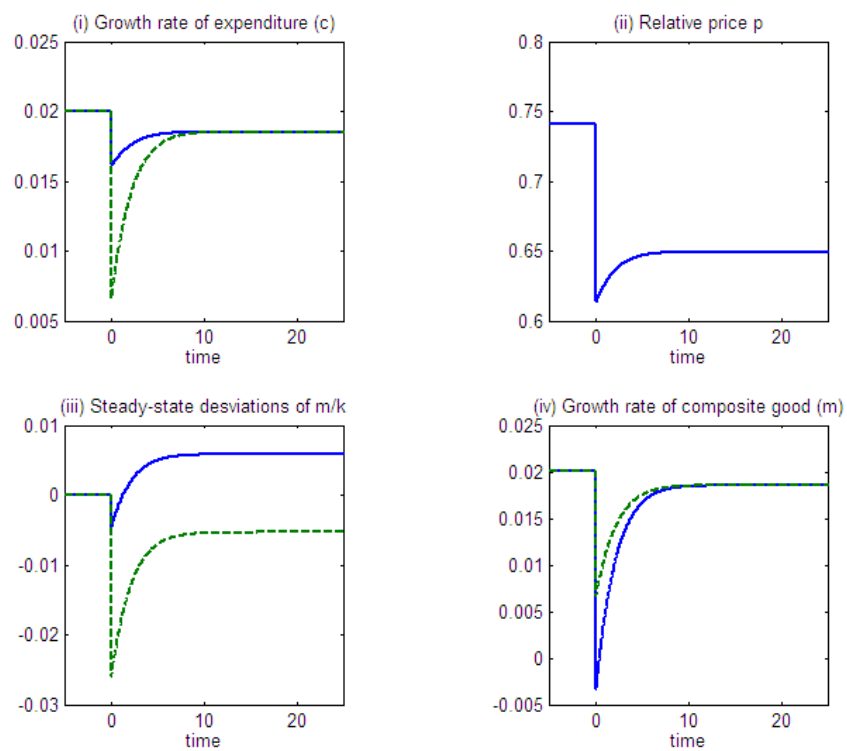 (i) Growth rate of expenditure (c)
0.025
0.02
0.015
0.01
0.005
0 10 20
time
(ii) Relative price p
0.8
0.75
0.7
0.65
0.6
0 10 20
time
(iii) Steady-state desviations of m/k
0.01
0
-0.01
-0.02
-0.03
0 10 20
time
(iv) Growth rate of composite good (m)
0.025
0.02
0.015
0.01
0.005
0
-0.005
0 10 20
time